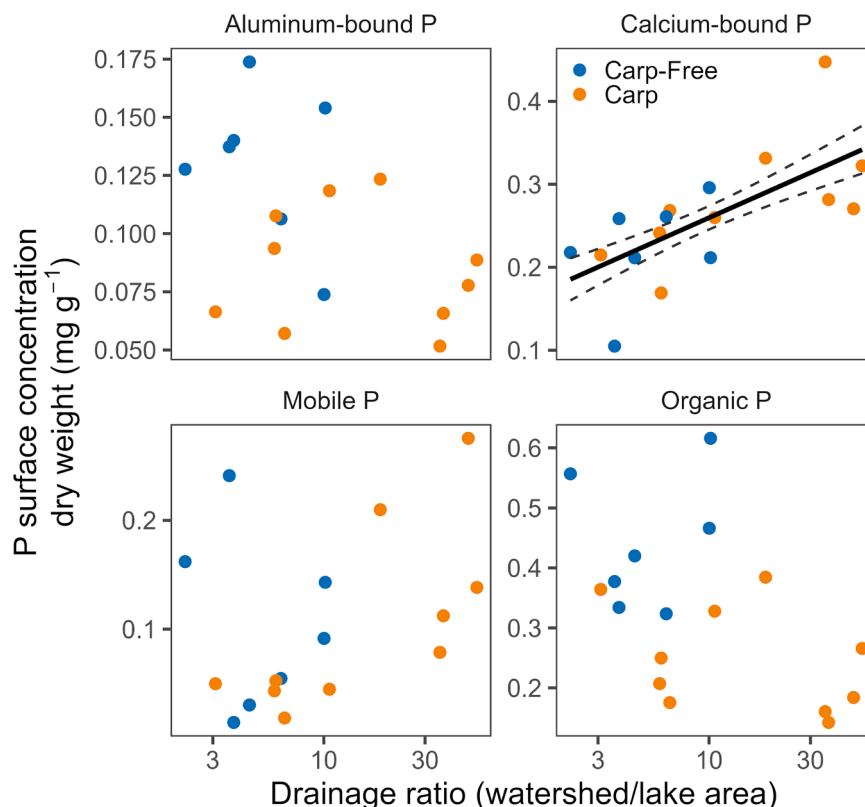 Aluminum-bound P
Calcium-bound P
0.175
0.150
0.125
0.100
0.075
0.050
Carp-Free
Carp
0.4
0.3
0.2
0.1
P surface concentration
dry weight (mg g⁻¹)
Mobile P
Organic P
0.2
0.1
0.6
0.5
0.4
0.3
0.2
3
10
30
3
10
30
Drainage ratio (watershed/lake area)